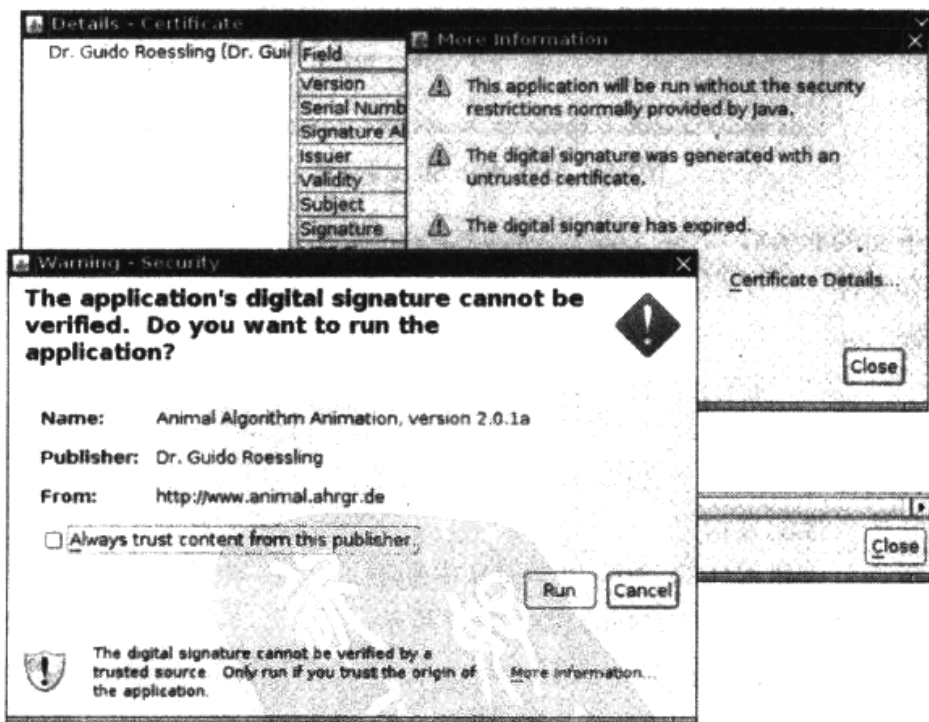 Details - Certificate
Dr. Guido Roessling (Dr. Gui
Field
Version
Serial Numb
Signature Al
Issuer
Validity
Subject
Signature
More Information
This application will be run without the security
restrictions normally provided by Java.
The digital signature was generated with an
untrusted certificate.
The digital signature has expired.
Certificate Details...
Close
Warning - Security
The application's digital signature cannot be
verified. Do you want to run the
application?
Name: Animal Algorithm Animation, version 2.0.1a
Publisher: Dr. Guido Roessling
From: http://www.animal.ahrgr.de
Always trust content from this publisher.
Run Cancel
The digital signature cannot be verified by a
trusted source. Only run if you trust the origin of
the application.
More Information...
Close